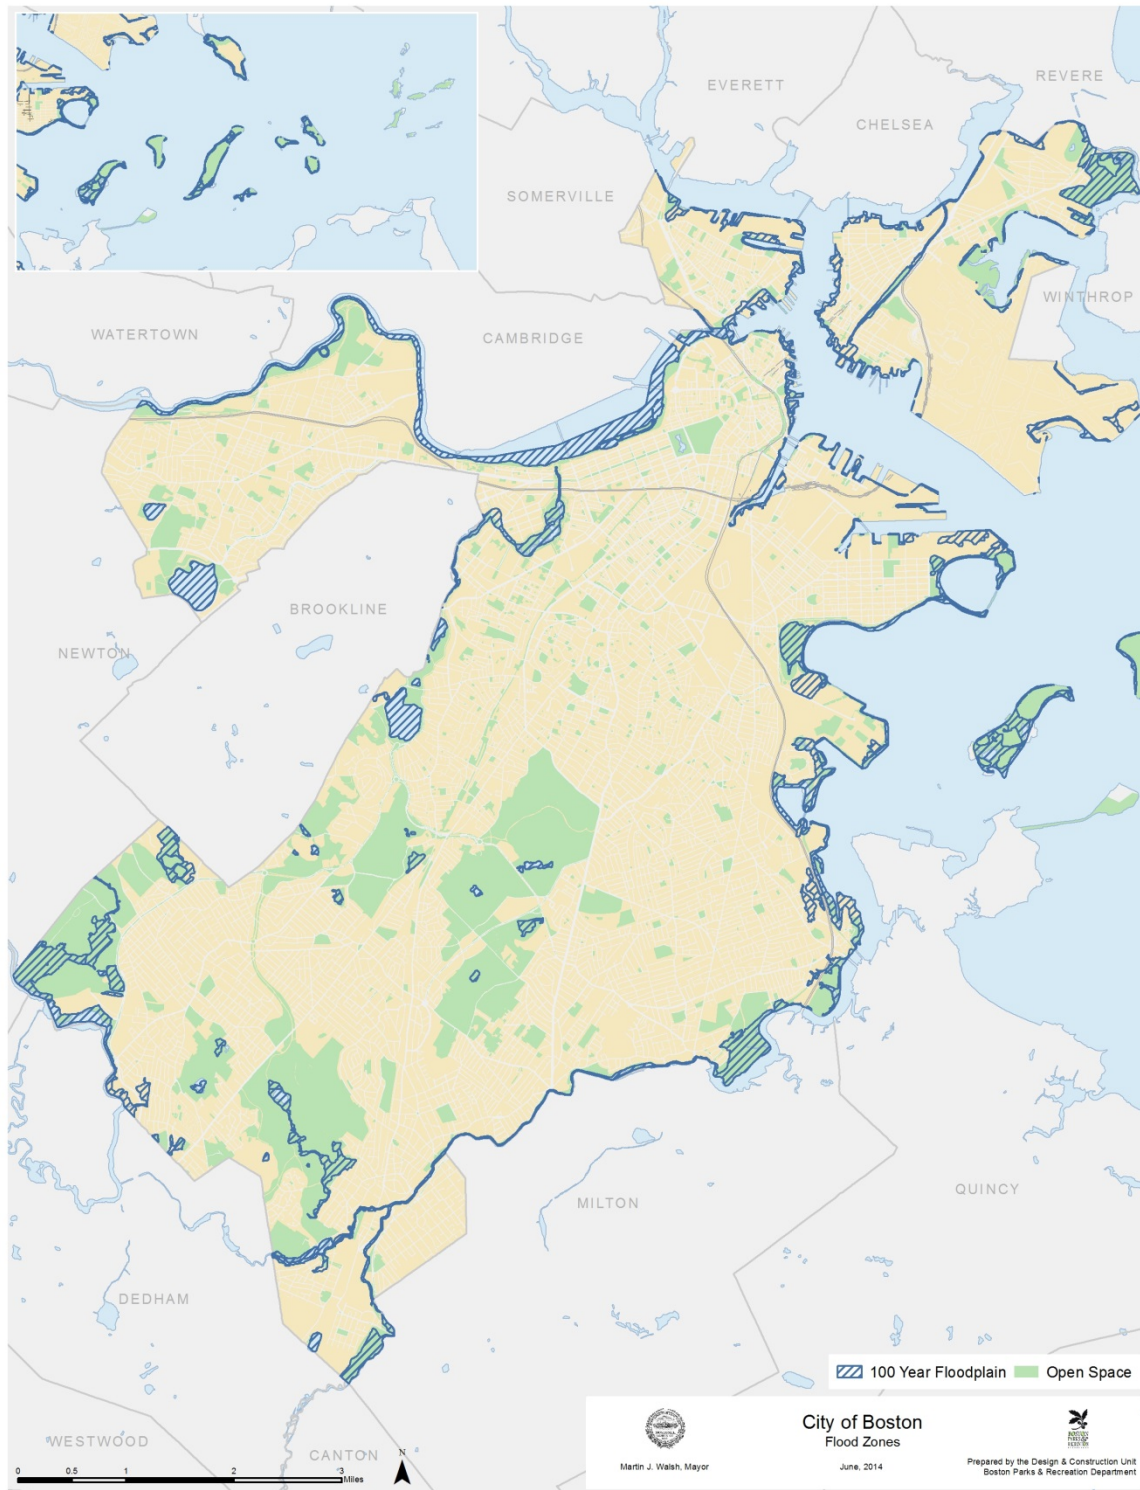 EVERETT
REVERE
CHELSEA
SOMERVILLE
WINTHROP
WATERTOWN
CAMBRIDGE
BROOKLINE
NEWTON
MILTON
QUINCY
DEDHAM
WESTWOOD
CANTON
100 Year Floodplain
Open Space
N
0 0.5 1 2 3
Miles
City of Boston
Flood Zones
Martin J. Walsh, Mayor
June, 2014
BOSTON
PARKS &
Prepared by the Design & Construction Unit
Boston Parks & Recreation Department